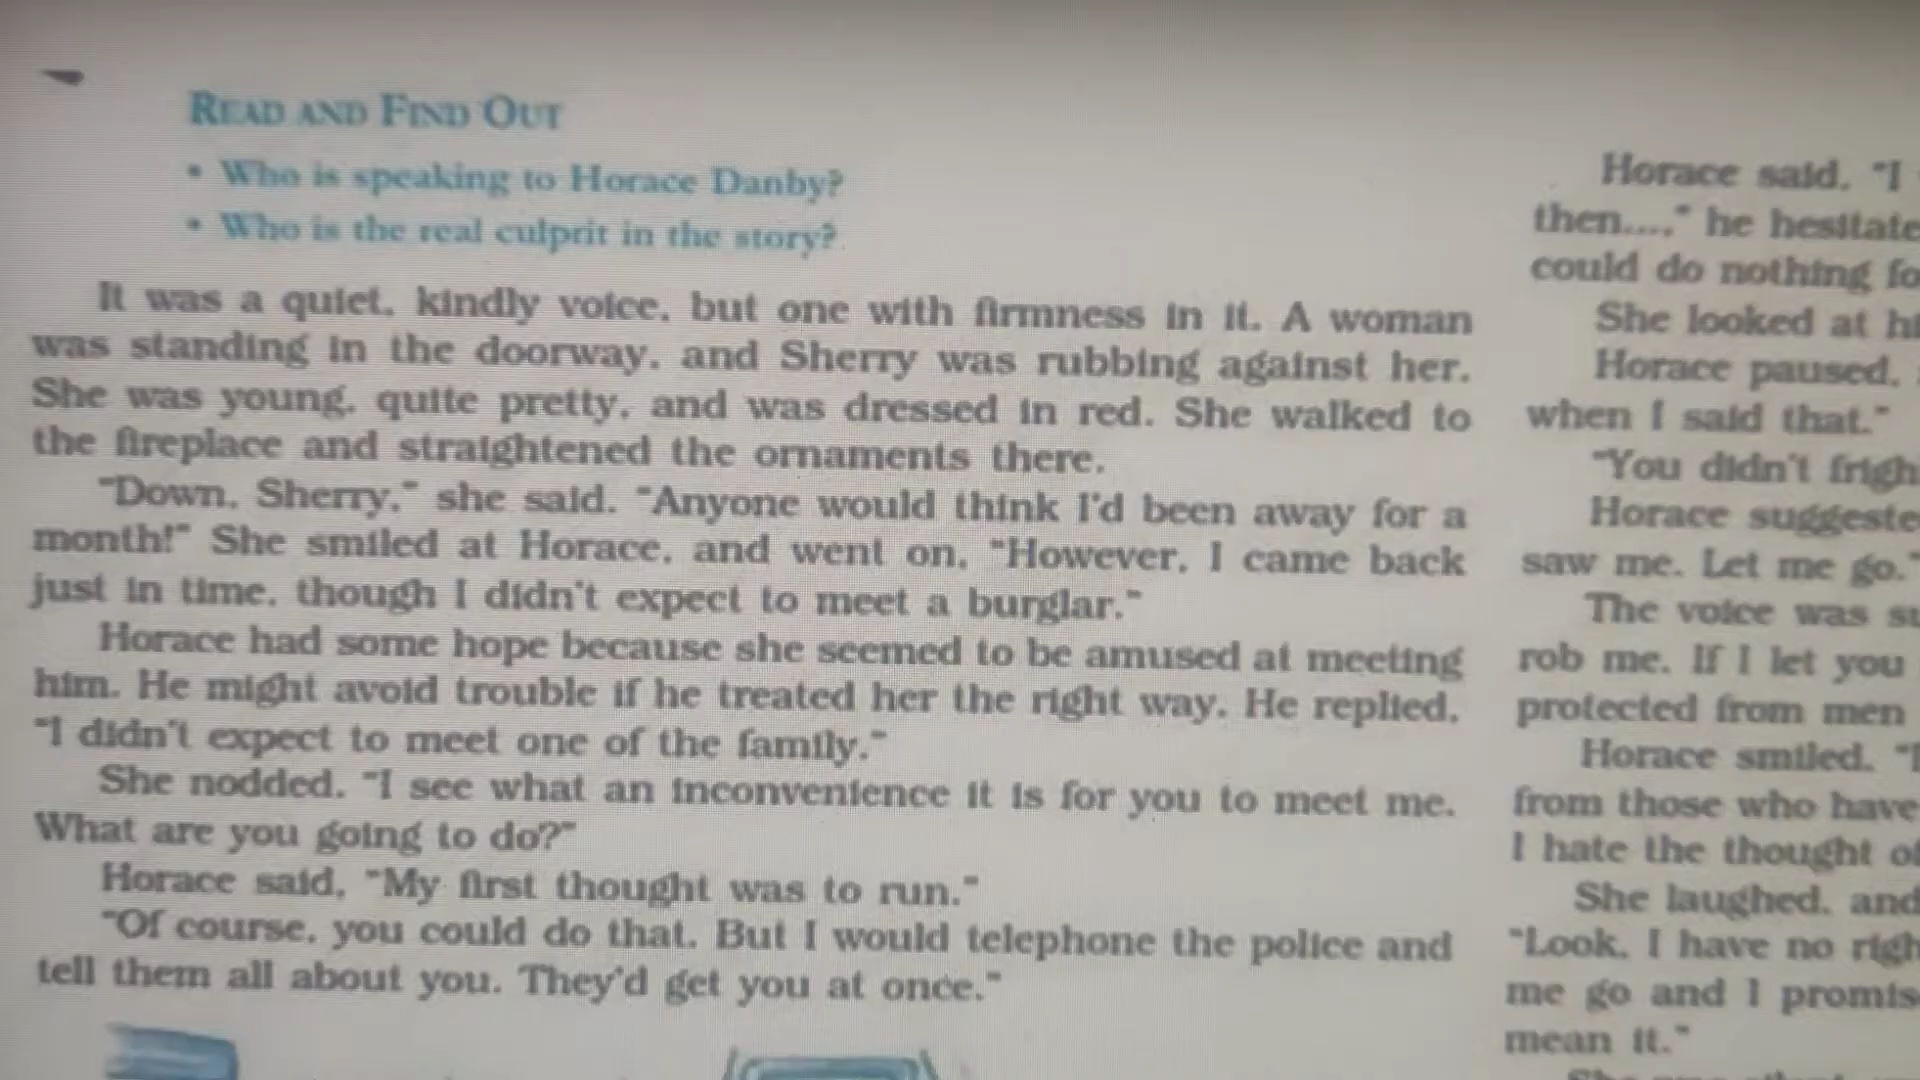 READ AND FIND OUT
• Who is speaking to Horace Danby?
• Who is the real culprit in the story?
It was a quiet, kindly voice, but one with firmness in it. A woman
was standing in the doorway, and Sherry was rubbing against her.
She was young, quite pretty, and was dressed in red. She walked to
the fireplace and straightened the ornaments there.
"Down, Sherry," she said. "Anyone would think I'd been away for a
month!" She smiled at Horace, and went on, "However, I came back
just in time, though I didn't expect to meet a burglar."
Horace had some hope because she seemed to be amused at meeting
him. He might avoid trouble if he treated her the right way. He replied,
"I didn't expect to meet one of the family."
She nodded. "I see what an inconvenience it is for you to meet me.
What are you going to do?"
Horace said, "My first thought was to run."
"Of course, you could do that. But I would telephone the police and
tell them all about you. They'd get you at once."
Horace said, "I
then....," he hesitate
could do nothing fo
She looked at hi
Horace paused,
when I said that."
"You didn't frigh
Horace suggeste
saw me. Let me go."
The voice was su
rob me. If I let you
protected from men
Horace smiled. "I
from those who have
I hate the thought of
She laughed, and
"Look, I have no righ
me go and I promis
mean it."